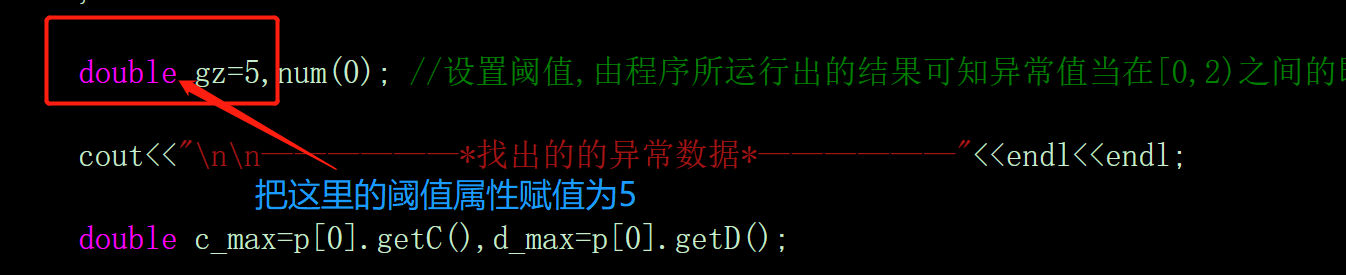 double gz=5,num(0); //设置阈值,由程序所运行出的结果可知异常值当在[0,2)之间的
cout<<"\n\n——————*找出的的异常数据*——————"<<endl<<endl;
把这里的阈值属性赋值为5
double c_max=p[0].getC(),d_max=p[0].getD();